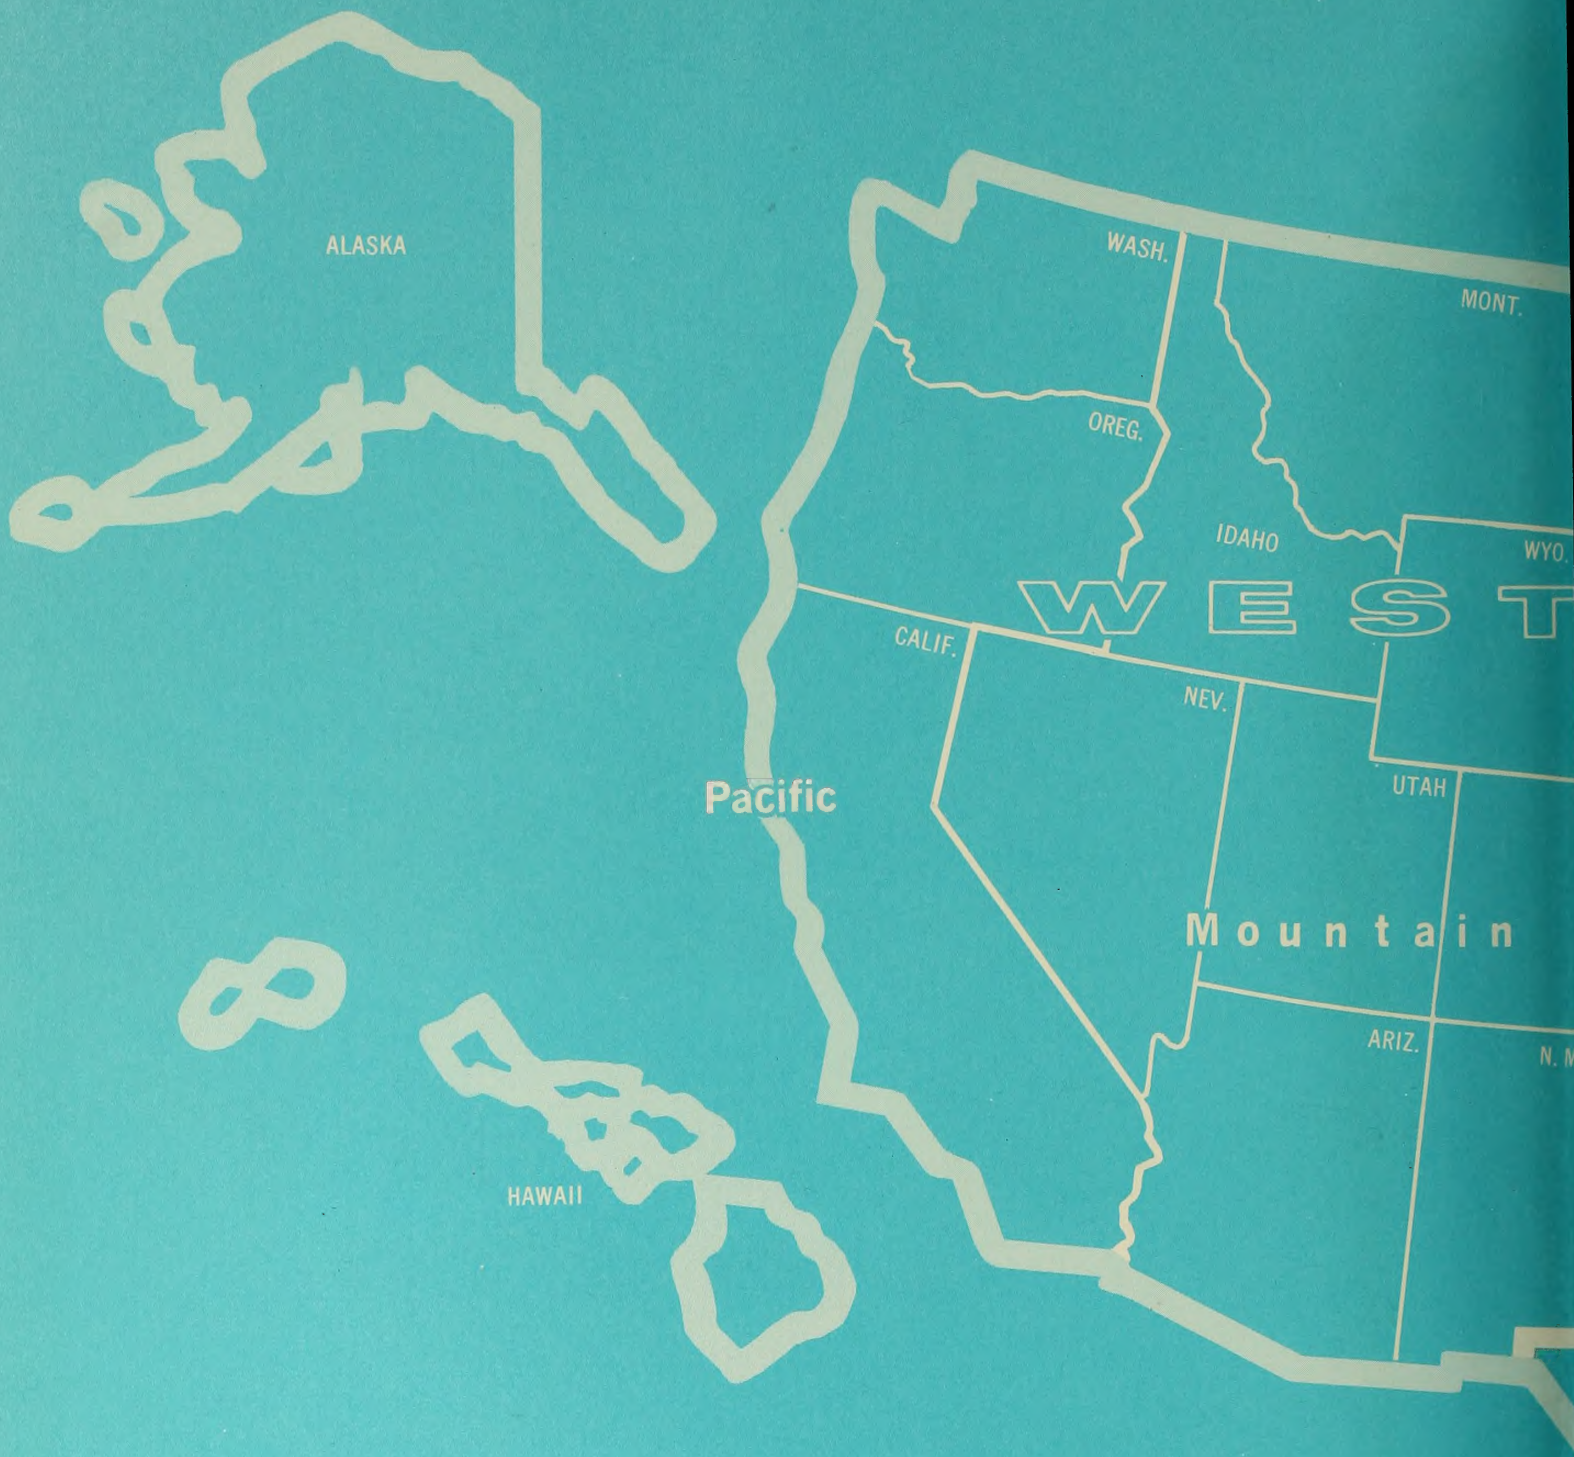 ALASKA
WASH.
MONT.
OREG.
IDAHO
WYO.
WEST
CALIF.
NEV.
UTAH
Pacific
Mountain
ARIZ.
N. M
HAWAII